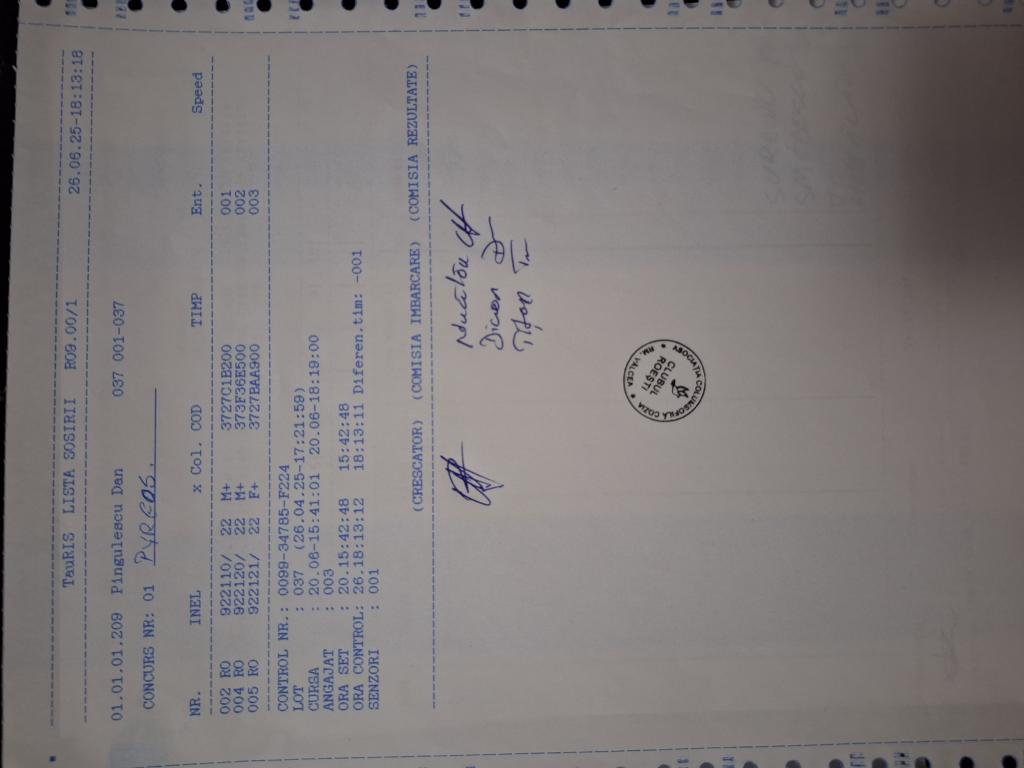 TauRIS LISTA SOSIRII R09.00/1 26.06.25-18:13:18
01.01.01.209 Pingulescu Dan 037 001-037
CONCURS NR: 01 PYRGOS.
NR. INEL x Col. COD TIMP Ent. Speed
002 RO 922110/ 22 M+ 3727C1B200 001
004 RO 922120/ 22 M+ 373F36E500 002
005 RO 922121/ 22 F+ 3727BAA900 003
CONTROL NR.: 0099-34785-F224
LOT : 037 (26.04.25-17:21:59)
CURSA : 20.06-15:41:01 20.06-18:19:00
ANGAJAT : 003
ORA SET : 20.15:42:48 15:42:48
ORA CONTROL: 26.18:13:12 18:13:11 Diferen.tim: -001
SENZORI : 001
(CRESCATOR) (COMISIA IMBARCARE) (COMISIA REZULTATE)
CLUBUL
ROESTI
RM. VALCEA